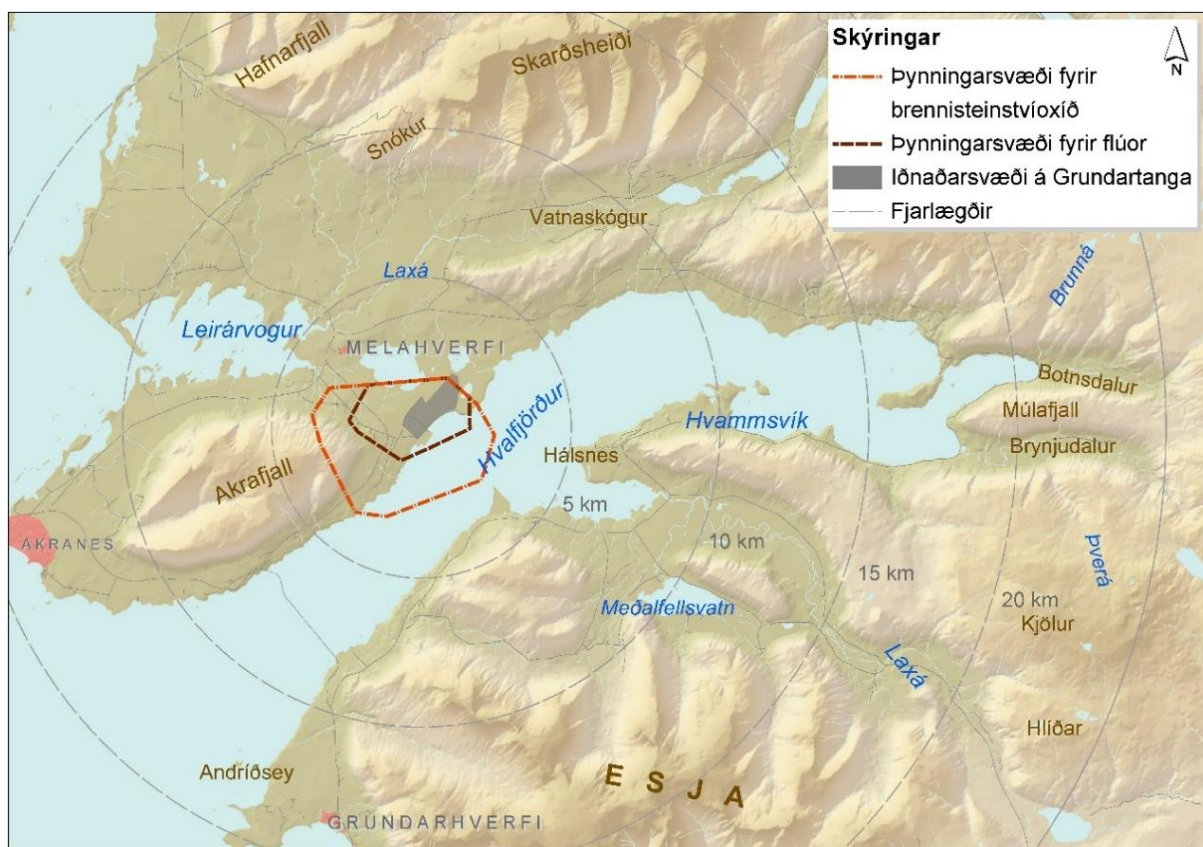 Skýringar
Þynningarsvæði fyrir
brennisteinstvíoxíð
Þynningarsvæði fyrir flúor
Iðnaðarsvæði á Grundartanga
Fjarlægðir
N
Hafnarfjall
Skarðsheiði
Snókur
Vatnaskógur
Brunná
Laxá
Leirárvogur
MELAHVERFI
Botnsdalur
Múlafjall
Hvalfjörður
Hvammsvík
Brynjudalur
Hálsnes
Akrafjall
5 km
AKRANES
10 km
Þverá
15 km
20 km
Meðalfellsvatn
Kjölur
Laxá
Hlíðar
Andríðsey
ESJA
GRUNDARHVERFI